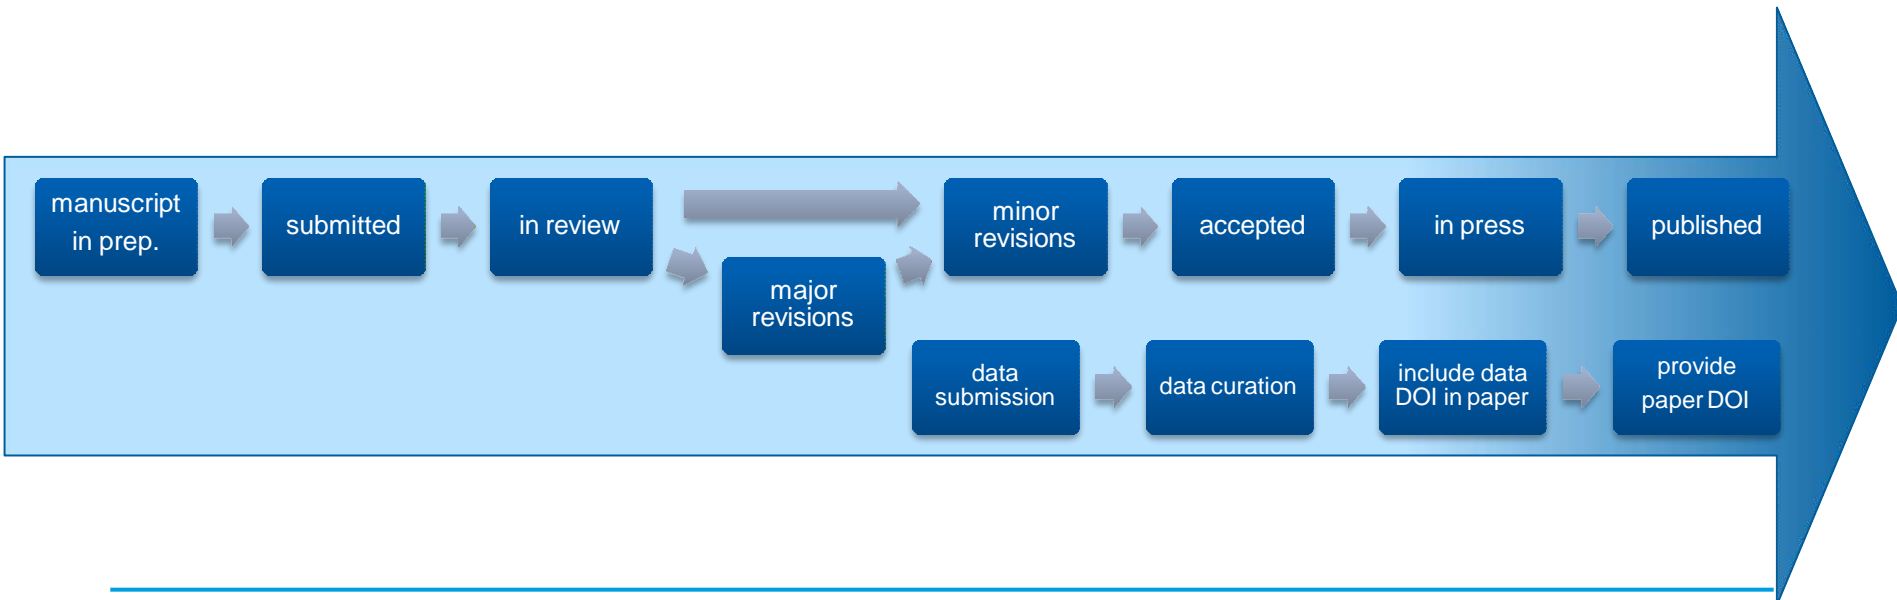 manuscript
in prep.
submitted
in review
major
revisions
minor
revisions
accepted
in press
published
data
submission
data curation
include data
DOI in paper
provide
paper DOI